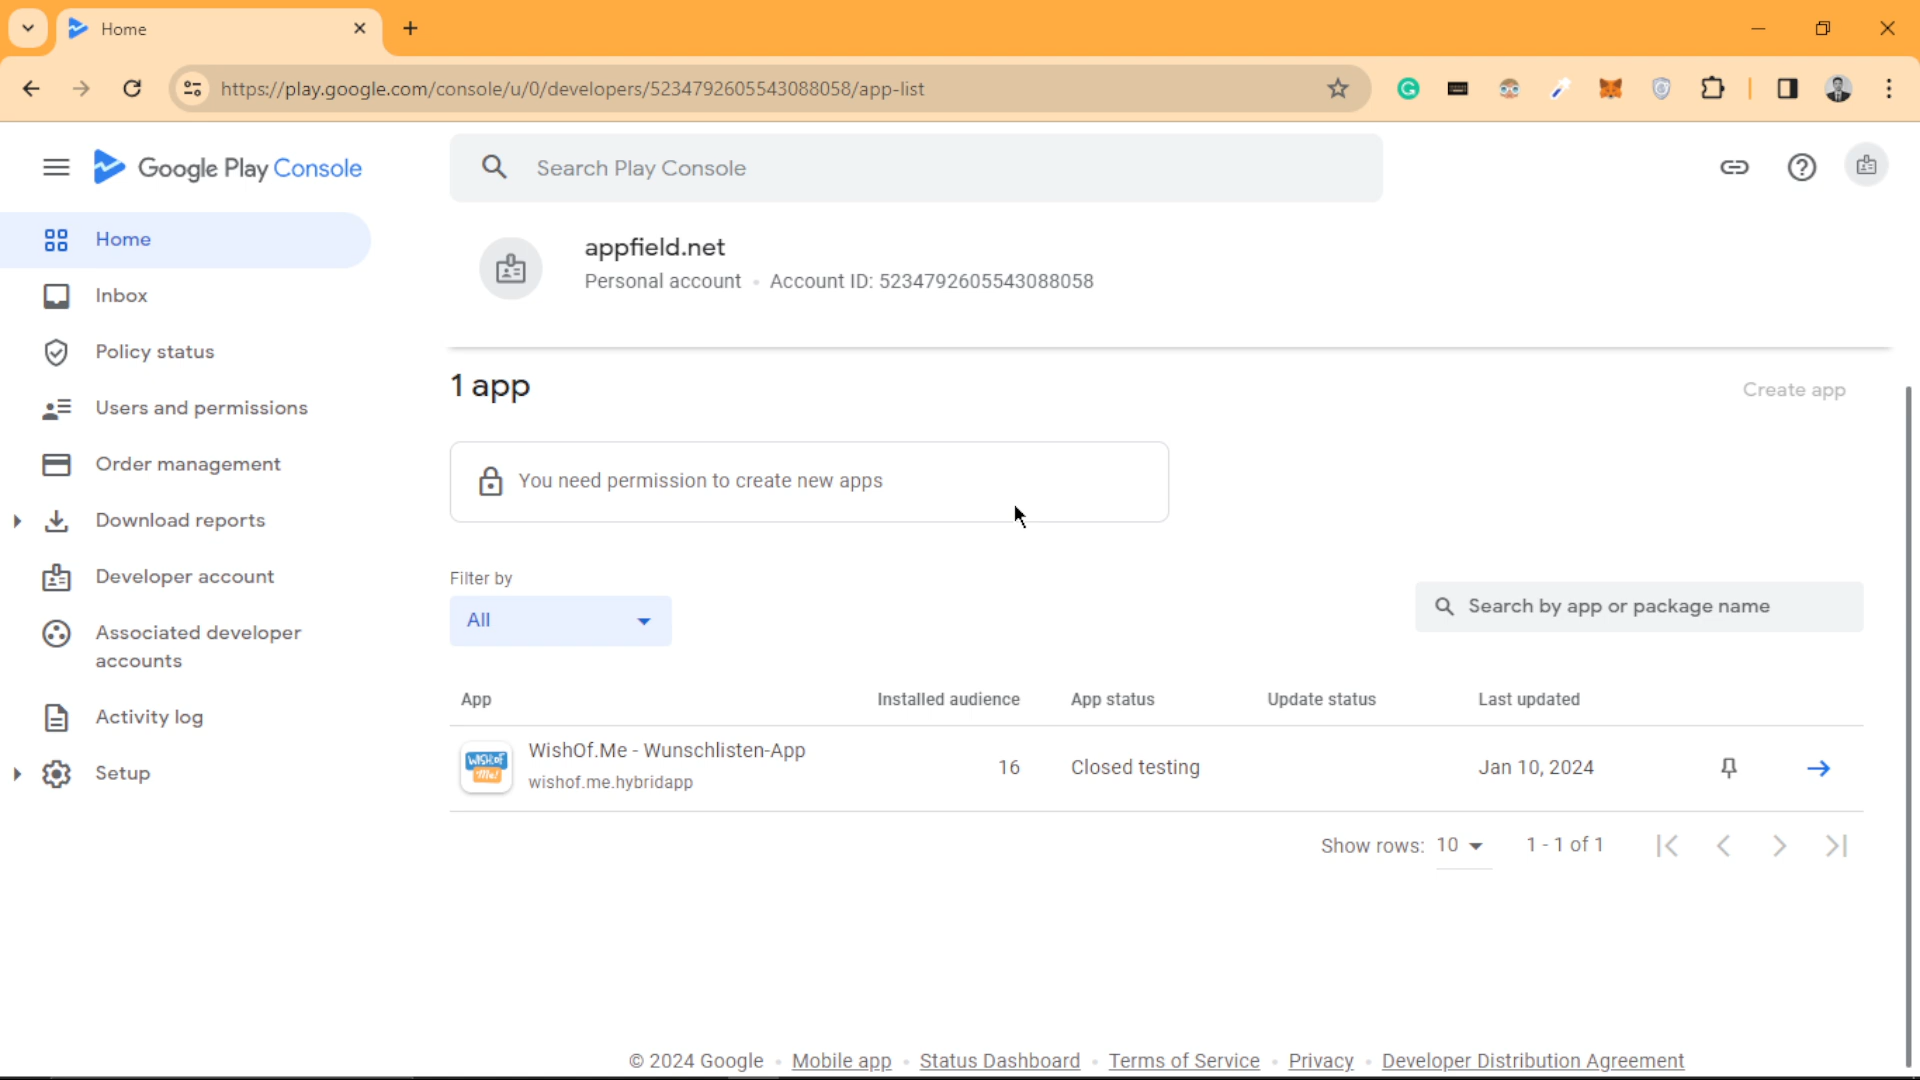 Home
https://play.google.com/console/u/0/developers/5234792605543088058/app-list
Google Play Console
Search Play Console
Home
Inbox
Policy status
Users and permissions
Order management
Download reports
Developer account
Associated developer
accounts
Activity log
Setup
appfield.net
Personal account • Account ID: 5234792605543088058
1 app
Create app
You need permission to create new apps
Filter by
All
Search by app or package name
App Installed audience App status Update status Last updated
WishOf.Me - Wunschlisten-App
wishof.me.hybridapp
WISHOF
Me!
16 Closed testing Jan 10, 2024
Show rows: 10 1 - 1 of 1
© 2024 Google • Mobile app • Status Dashboard • Terms of Service • Privacy • Developer Distribution Agreement